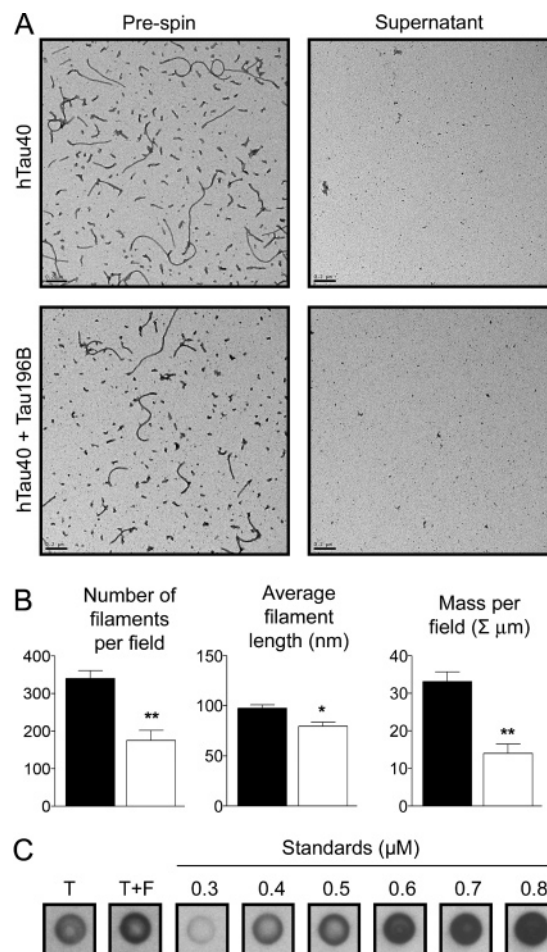 A
Pre-spin
Supernatant
hTau40
hTau40 + Tau196B
B
Number of
filaments
per field
Average
filament
length (nm)
Mass per
field (Σ μm)
400
300
200
100
0
**
150
100
50
0
*
40
30
20
10
0
**
C
Standards (μM)
T
T+F
0.3
0.4
0.5
0.6
0.7
0.8